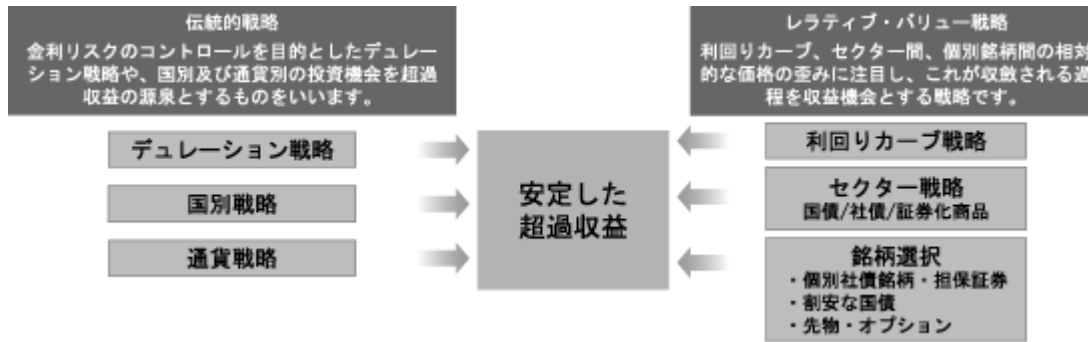 伝統的戦略
金利リスクのコントロールを目的としたデュレー
ション戦略や、国別及び通貨別の投資機会を超過
収益の源泉とするものをいいます。
デュレーション戦略
国別戦略
通貨戦略
安定した
超過収益
レラティブ・バリュー戦略
利回りカーブ、セクター間、個別銘柄間の相対
的な価格の歪みに注目し、これが収斂される過
程を収益機会とする戦略です。
利回りカーブ戦略
セクター戦略
国債/社債/証券化商品
銘柄選択
・個別社債銘柄・担保証券
・割安な国債
・先物・オプション